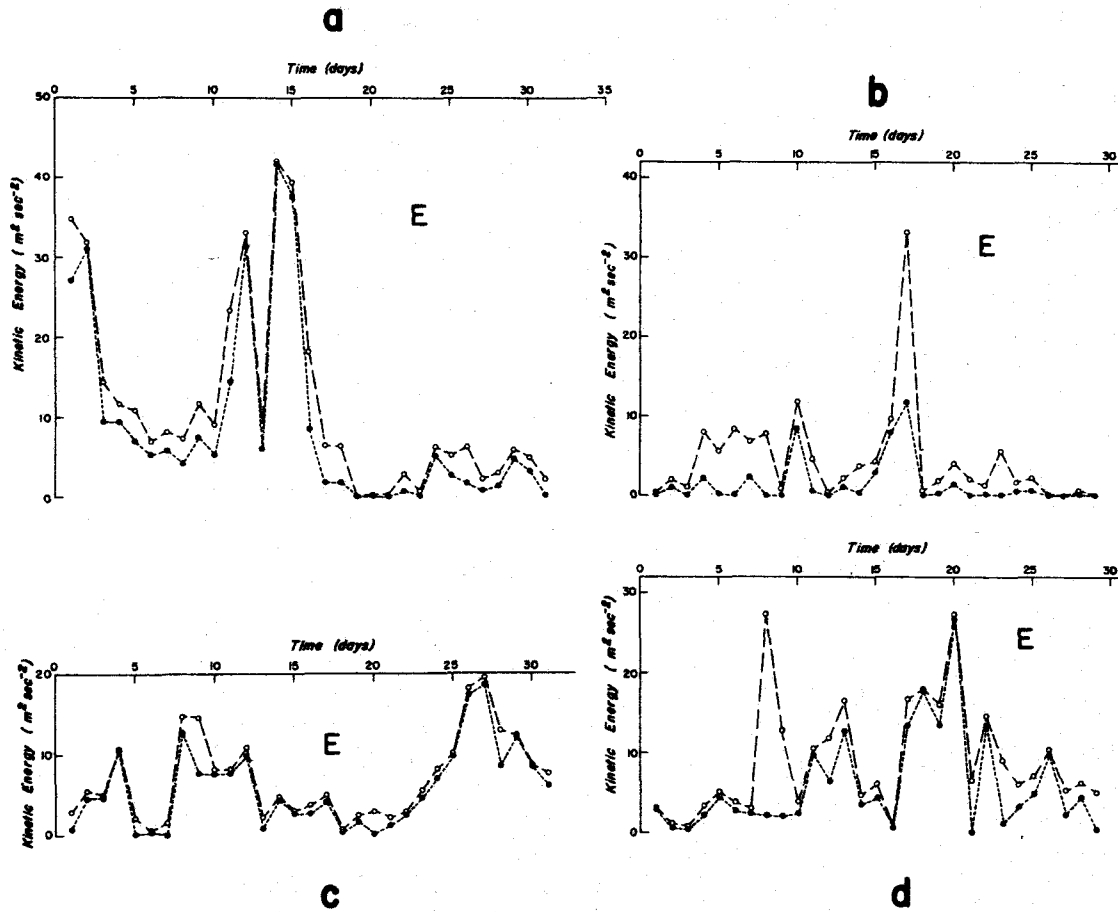 a
Time (days)
0 5 10 15 20 25 30 35
50
40
30
20
10
0
Kinetic Energy ( m² sec⁻²)
E
b
Time (days)
0 5 10 15 20 25 30
40
30
20
10
0
Kinetic Energy ( m² sec⁻²)
E
Time (days)
0 5 10 15 20 25 30
20
10
0
Kinetic Energy ( m² sec⁻²)
E
c
Time (days)
0 5 10 15 20 25 30
30
20
10
0
Kinetic Energy ( m² sec⁻²)
E
d